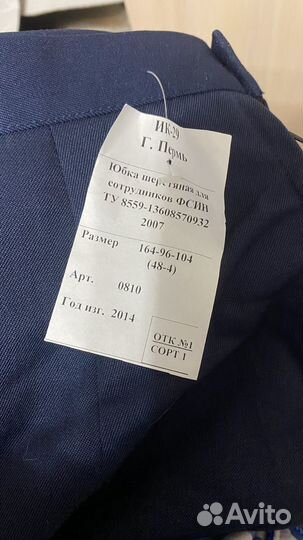 ИК-29
Г. Пермь
Юбка шерстяная для
сотрудников ФСИН
ТУ 8559-13608570932
2007
Размер 164-96-104
(48-4)
Арт. 0810
Год изг. 2014
ОТК №1
СОРТ 1
Avito